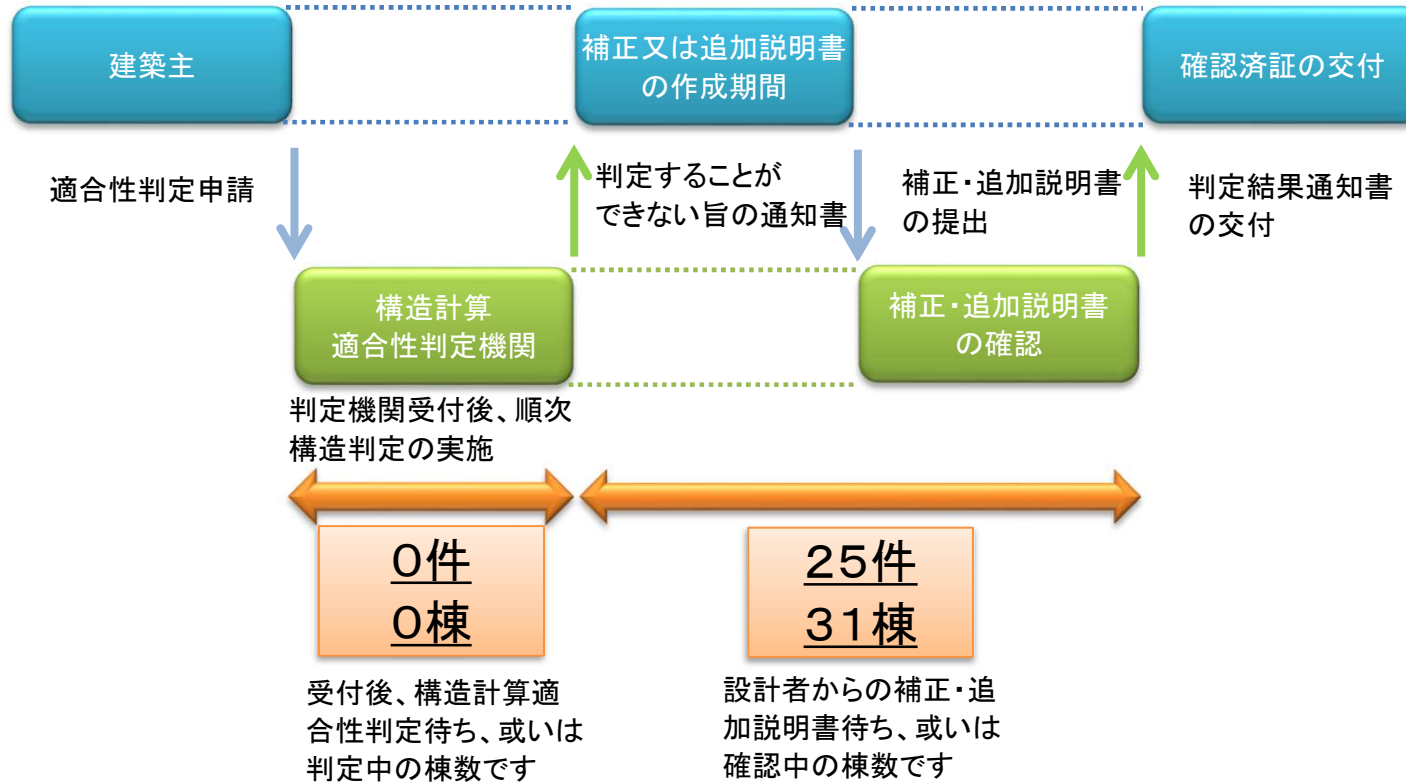 建築主
補正又は追加説明書
の作成期間
確認済証の交付
適合性判定申請
判定することが
できない旨の通知書
補正・追加説明書
の提出
判定結果通知書
の交付
構造計算
適合性判定機関
補正・追加説明書
の確認
判定機関受付後、順次
構造判定の実施
0件
0棟
25件
31棟
受付後、構造計算適
合性判定待ち、或いは
判定中の棟数です
設計者からの補正・追
加説明書待ち、或いは
確認中の棟数です